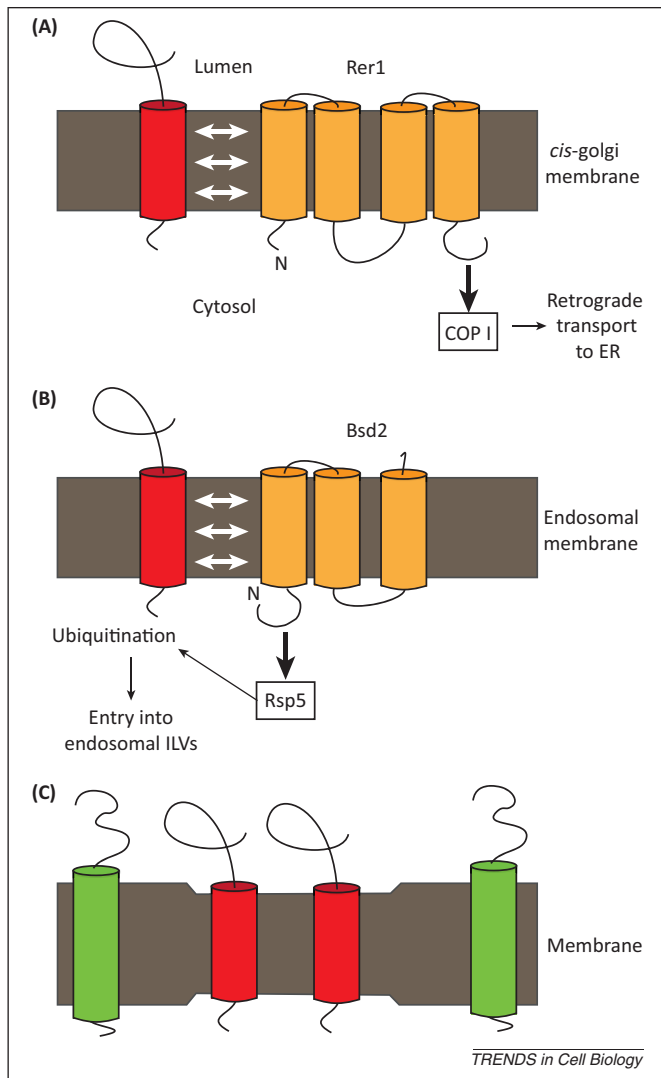 (A)
Lumen
Rer1
cis-golgi
membrane
N
Cytosol
COP I
Retrograde
transport
to ER
(B)
Bsd2
Endosomal
membrane
N
Ubiquitination
Rsp5
Entry into
endosomal ILVs
(C)
Membrane
TRENDS in Cell Biology